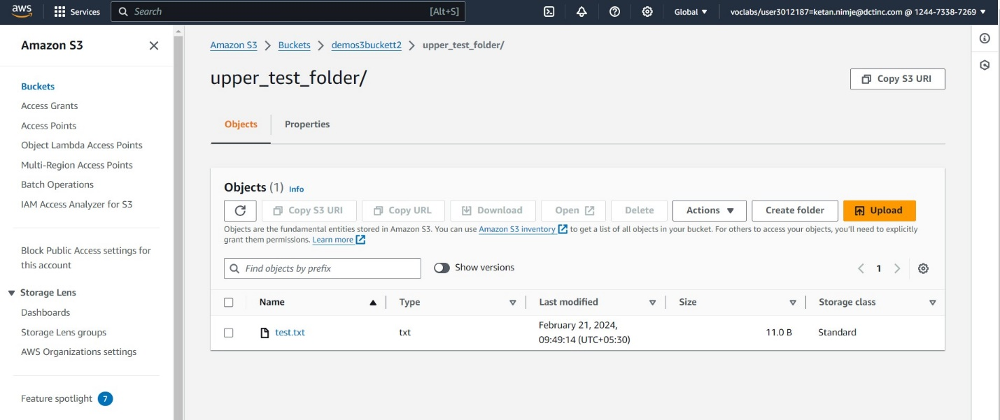 aws
Services
Search [Alt+S]
Global ▼
voclabs/user3012187=ketan.nimje@dctinc.com @ 1244-7338-7269 ▼
Amazon S3
Buckets
Access Grants
Access Points
Object Lambda Access Points
Multi-Region Access Points
Batch Operations
IAM Access Analyzer for S3
Block Public Access settings for
this account
Storage Lens
Dashboards
Storage Lens groups
AWS Organizations settings
Feature spotlight 7
Amazon S3 > Buckets > demos3buckett2 > upper_test_folder/
upper_test_folder/
Copy S3 URI
Objects Properties
Objects (1) Info
Copy S3 URI Copy URL Download Open Delete Actions ▼ Create folder Upload
Objects are the fundamental entities stored in Amazon S3. You can use Amazon S3 inventory to get a list of all objects in your bucket. For others to access your objects, you'll need to explicitly
grant them permissions. Learn more
Find objects by prefix
Show versions
1
Name Type Last modified Size Storage class
test.txt txt February 21, 2024, 09:49:14 (UTC+05:30) 11.0 B Standard